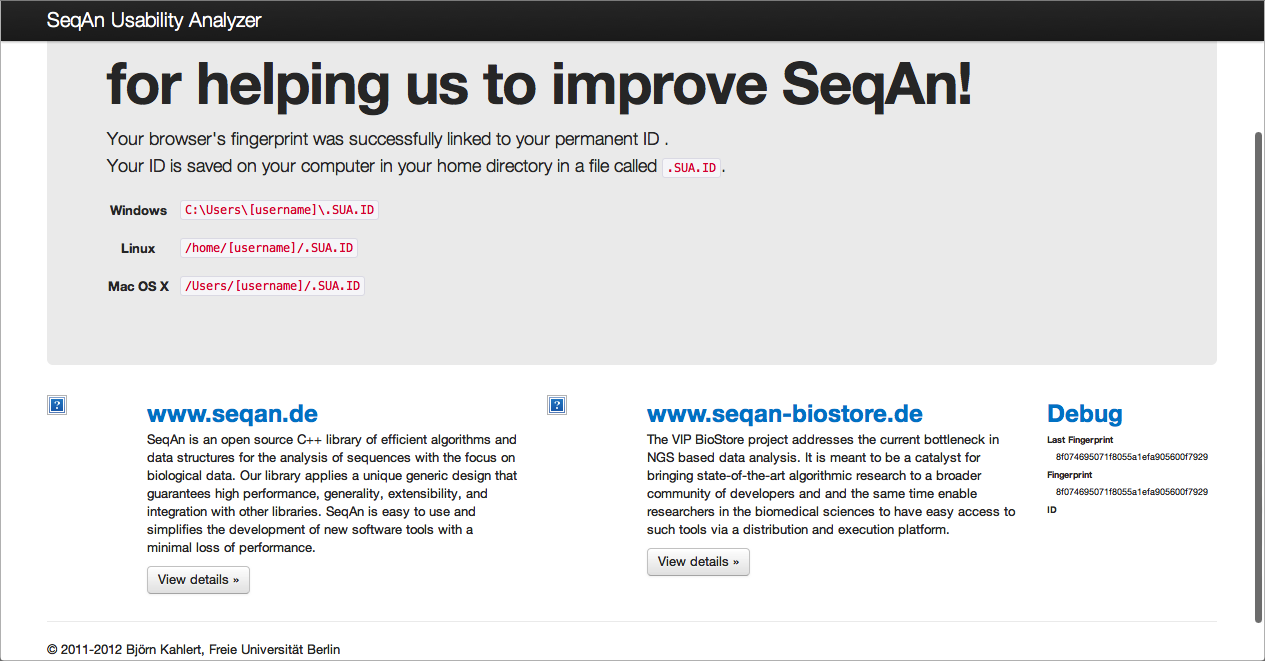 SeqAn Usability Analyzer
for helping us to improve SeqAn!
Your browser's fingerprint was successfully linked to your permanent ID .
Your ID is saved on your computer in your home directory in a file called .SUA.ID.
Windows C:\Users\[username]\.SUA.ID
Linux /home/[username]/.SUA.ID
Mac OS X /Users/[username]/.SUA.ID
www.seqan.de
SeqAn is an open source C++ library of efficient algorithms and
data structures for the analysis of sequences with the focus on
biological data. Our library applies a unique generic design that
guarantees high performance, generality, extensibility, and
integration with other libraries. SeqAn is easy to use and
simplifies the development of new software tools with a
minimal loss of performance.
View details »
www.seqan-biostore.de
The VIP BioStore project addresses the current bottleneck in
NGS based data analysis. It is meant to be a catalyst for
bringing state-of-the-art algorithmic research to a broader
community of developers and and the same time enable
researchers in the biomedical sciences to have easy access to
such tools via a distribution and execution platform.
View details »
Debug
Last Fingerprint
8f074695071f8055a1efa905600f7929
Fingerprint
8f074695071f8055a1efa905600f7929
ID
© 2011-2012 Björn Kahlert, Freie Universität Berlin